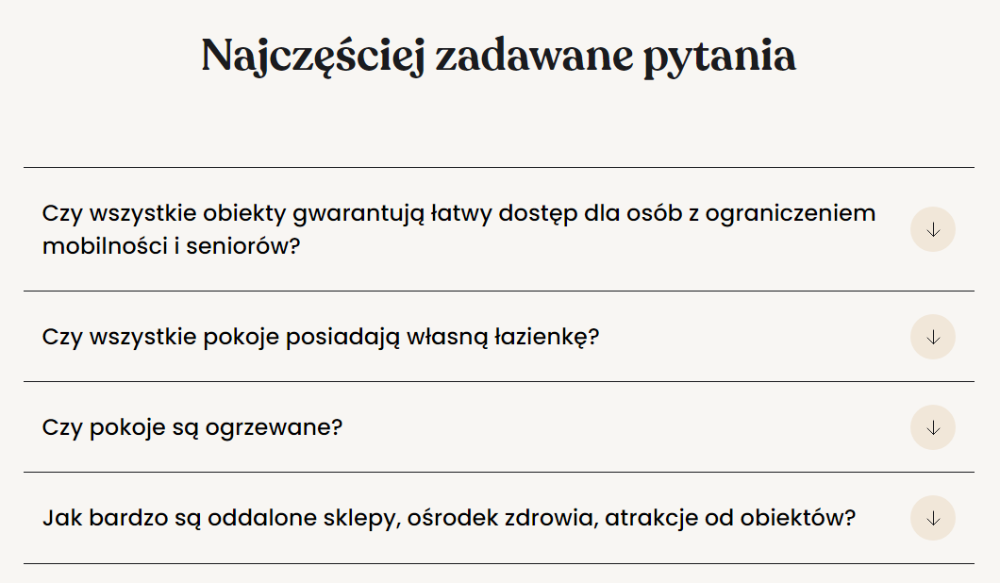 Najczęściej zadawane pytania
Czy wszystkie obiekty gwarantują łatwy dostęp dla osób z ograniczeniem
mobilności i seniorów?
Czy wszystkie pokoje posiadają własną łazienkę?
Czy pokoje są ogrzewane?
Jak bardzo są oddalone sklepy, ośrodek zdrowia, atrakcje od obiektów?